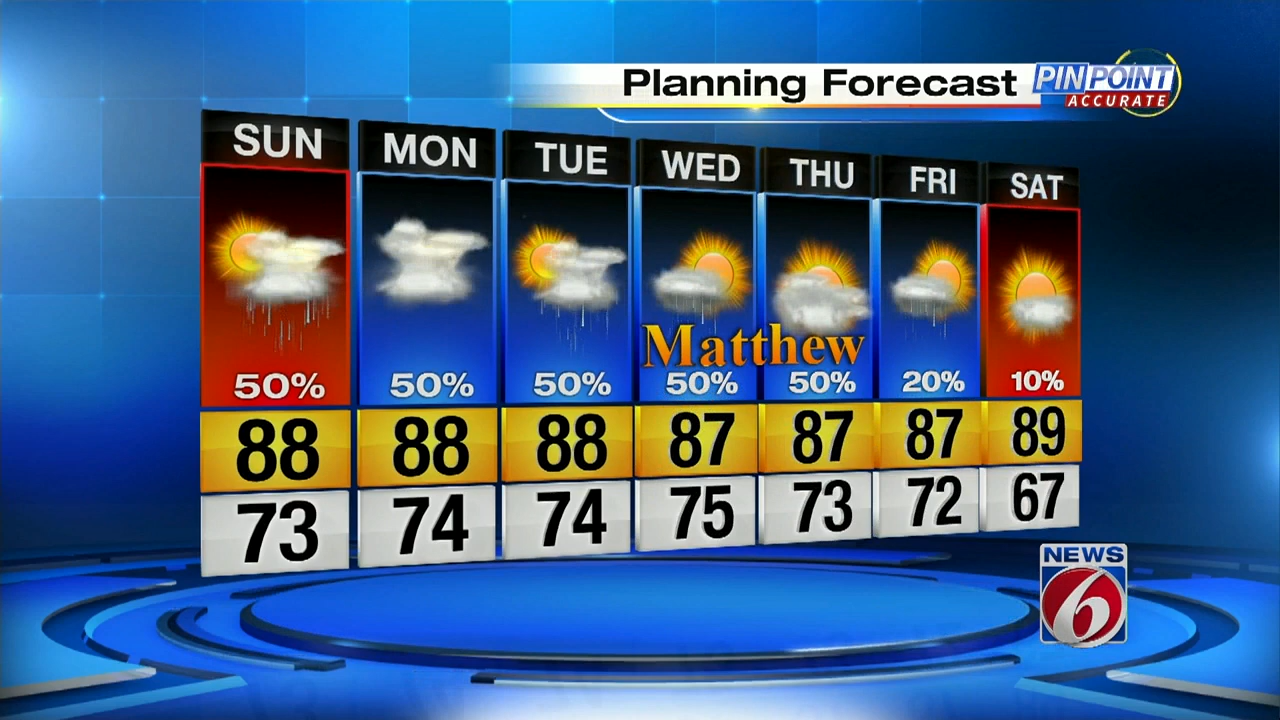 Planning Forecast PINPOINT
ACCURATE
SUN MON TUE WED THU FRI SAT
Matthew
50% 50% 50% 50% 50% 20% 10%
88 88 88 87 87 87 89
73 74 74 75 73 72 67
NEWS
6